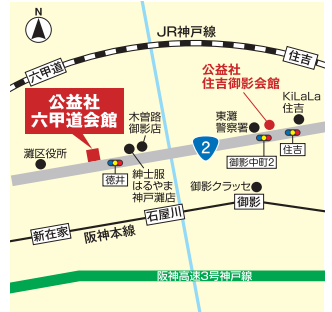 N
JR神戸線
六甲道
住吉
公益社
住吉御影会館
KiLaLa
住吉
公益社
六甲道会館
木曽路
御影店
東灘
警察署
2
灘区役所
徳井
紳士服
はるやま
神戸灘店
御影中町2
住吉
御影クラッセ
御影
石屋川
新在家
阪神本線
阪神高速3号神戸線